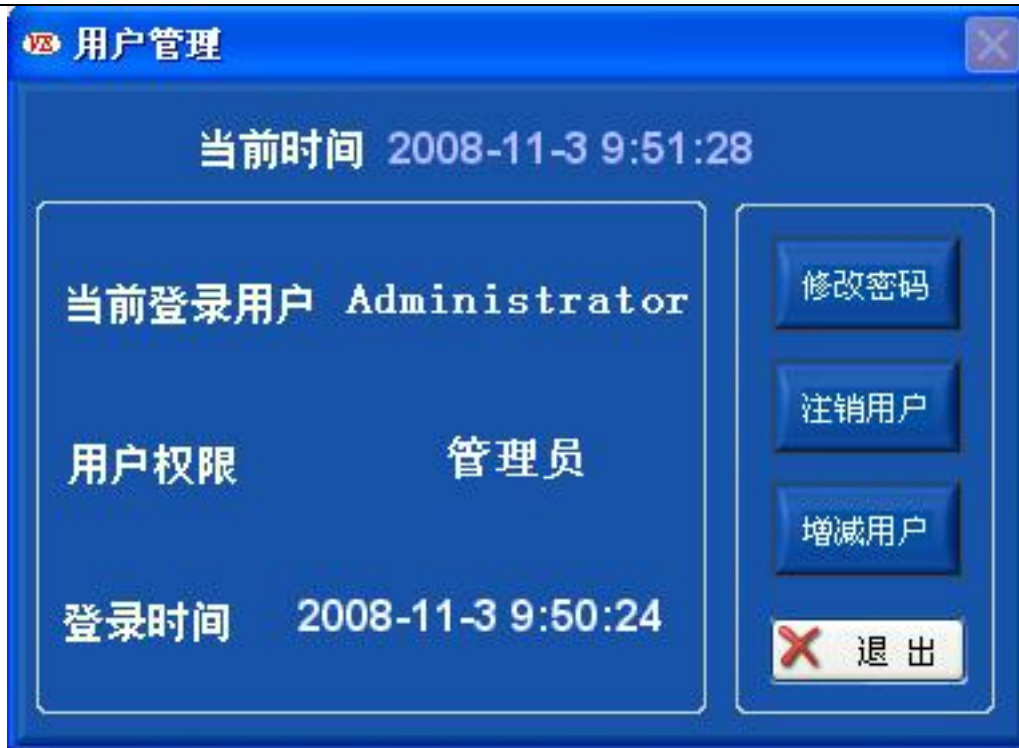 用户管理
当前时间 2008-11-3 9:51:28
当前登录用户 Administrator
用户权限 管理员
登录时间 2008-11-3 9:50:24
修改密码
注销用户
增减用户
退出